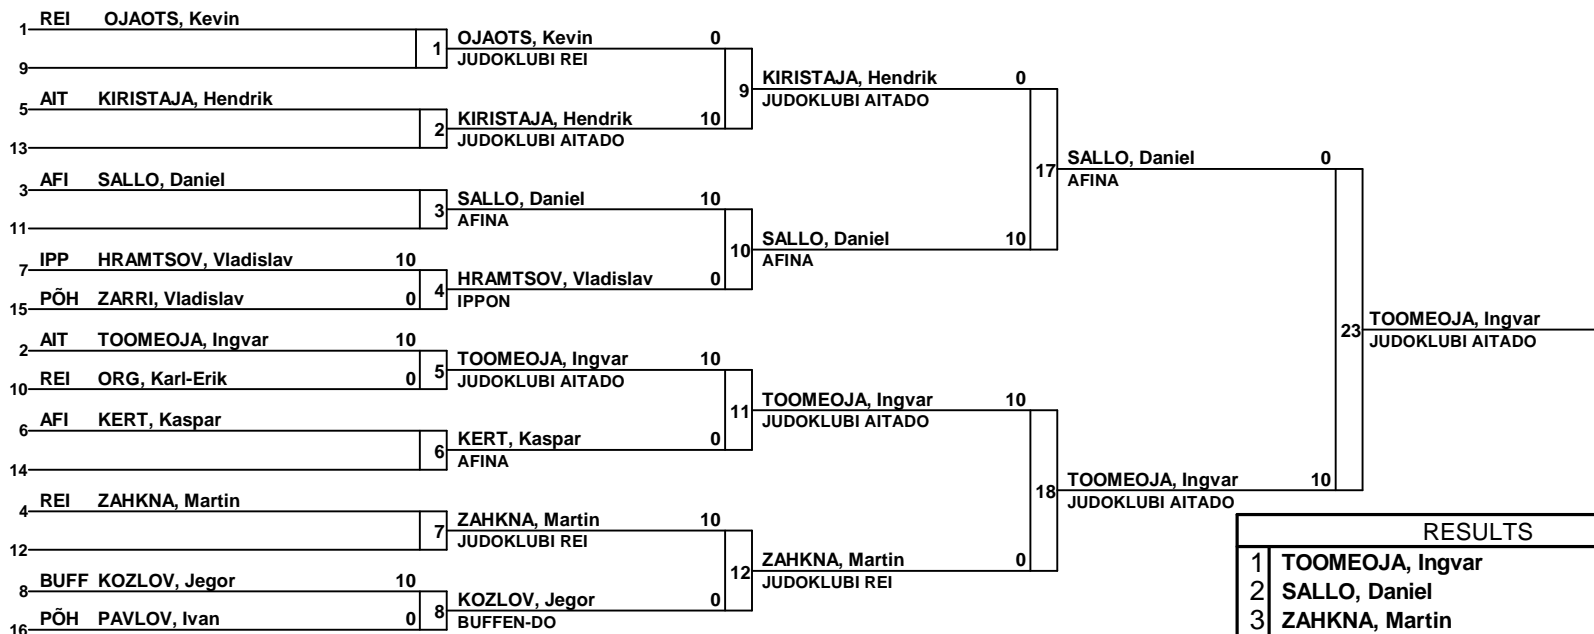 REI OJAOTS, Kevin
1
9
1
OJAOTS, Kevin 0
JUDOKLUBI REI
AIT KIRISTAJA, Hendrik
5
13
2
KIRISTAJA, Hendrik 10
JUDOKLUBI AITADO
9
KIRISTAJA, Hendrik 0
JUDOKLUBI AITADO
AFI SALLO, Daniel
3
11
3
SALLO, Daniel 10
AFINA
IPP HRAMTSOV, Vladislav 10
7
PÕH ZARRI, Vladislav 0
15
4
HRAMTSOV, Vladislav 0
IPPON
10
SALLO, Daniel 10
AFINA
17
SALLO, Daniel 0
AFINA
AIT TOOMEOJA, Ingvar 10
2
REI ORG, Karl-Erik 0
10
5
TOOMEOJA, Ingvar 10
JUDOKLUBI AITADO
AFI KERT, Kaspar
6
14
6
KERT, Kaspar 0
AFINA
11
TOOMEOJA, Ingvar 10
JUDOKLUBI AITADO
REI ZAHKNA, Martin
4
12
7
ZAHKNA, Martin 10
JUDOKLUBI REI
BUFF KOZLOV, Jegor 10
8
PÕH PAVLOV, Ivan 0
16
8
KOZLOV, Jegor 0
BUFFEN-DO
12
ZAHKNA, Martin 0
JUDOKLUBI REI
18
TOOMEOJA, Ingvar 10
JUDOKLUBI AITADO
23
TOOMEOJA, Ingvar
JUDOKLUBI AITADO
RESULTS
1 TOOMEOJA, Ingvar
2 SALLO, Daniel
3 ZAHKNA, Martin